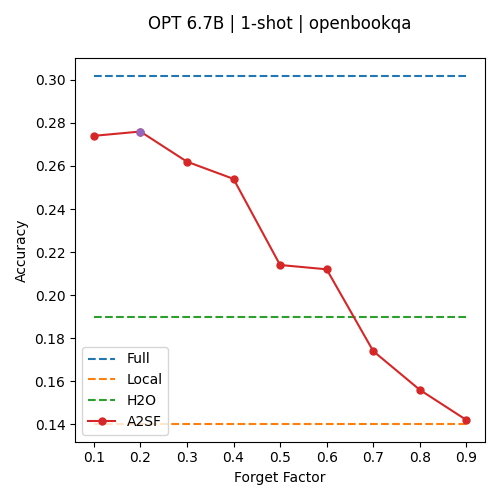 OPT 6.7B | 1-shot | openbookqa
0.30
0.28
0.26
0.24
0.22
0.20
0.18
0.16
0.14
Accuracy
Full
Local
H2O
A2SF
0.1 0.2 0.3 0.4 0.5 0.6 0.7 0.8 0.9
Forget Factor